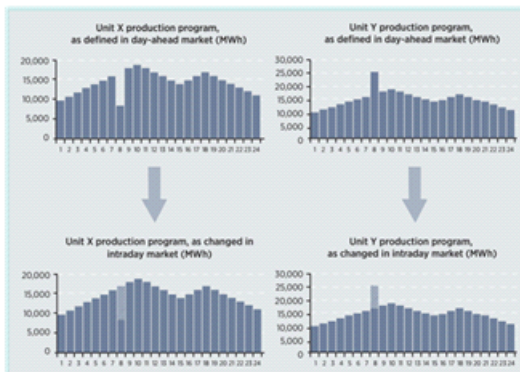 Unit X production program,
as defined in day-ahead market (MWh)
20,000
15,000
10,000
5,000
0
1 2 3 4 5 6 7 8 9 10 11 12 13 14 15 16 17 18 19 20 21 22 23 24
Unit Y production program,
as defined in day-ahead market (MWh)
30,000
25,000
20,000
15,000
10,000
5,000
0
1 2 3 4 5 6 7 8 9 10 11 12 13 14 15 16 17 18 19 20 21 22 23 24
Unit X production program, as changed in
intraday market (MWh)
20,000
15,000
10,000
5,000
0
1 2 3 4 5 6 7 8 9 10 11 12 13 14 15 16 17 18 19 20 21 22 23 24
Unit Y production program,
as changed in intraday market (MWh)
30,000
25,000
20,000
15,000
10,000
5,000
0
1 2 3 4 5 6 7 8 9 10 11 12 13 14 15 16 17 18 19 20 21 22 23 24